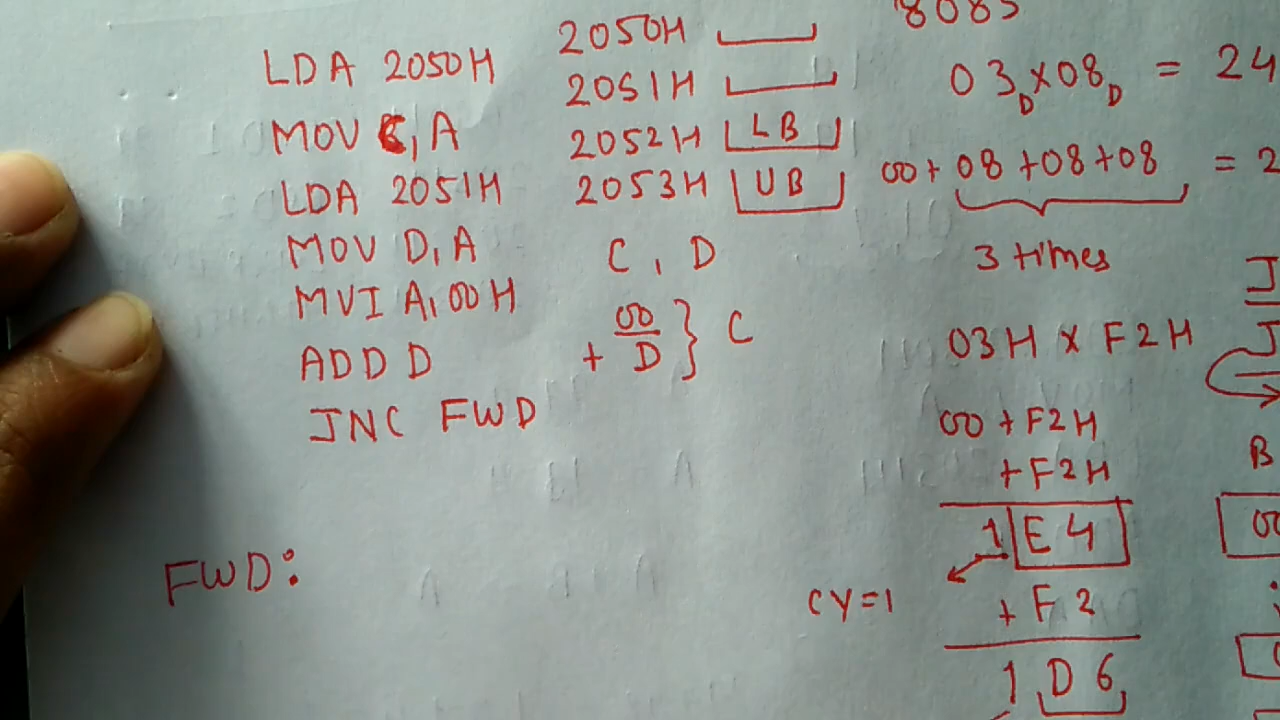 LDA 2050H
MOV C, A
LDA 2051H
MOV D, A
MVI A, 00H
ADD D
JNC FWD
FWD:
2050H
2051H
2052H LB
2053H UB
C, D
00
+ D } C
8085
03D × 08D = 24
00 + 08 + 08 + 08 = 2
3 times
03H × F2H
00 + F2H
+ F2H
1 E4
CY=1
+ F2
1 D6
J
J
B
00